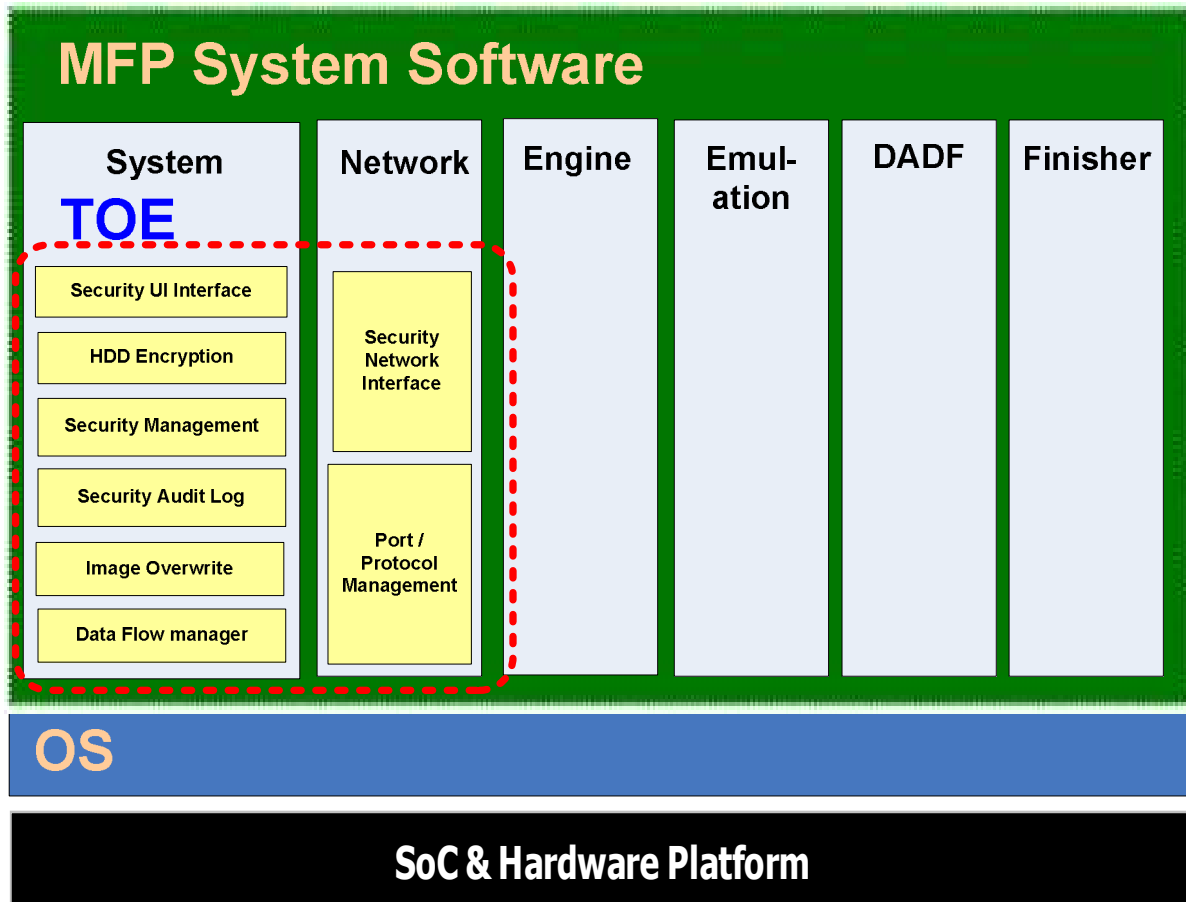 MFP System Software
System
TOE
Security UI Interface
HDD Encryption
Security Management
Security Audit Log
Image Overwrite
Data Flow manager
Network
Security
Network
Interface
Port /
Protocol
Management
Engine
Emul-
ation
DADF
Finisher
OS
SoC & Hardware Platform